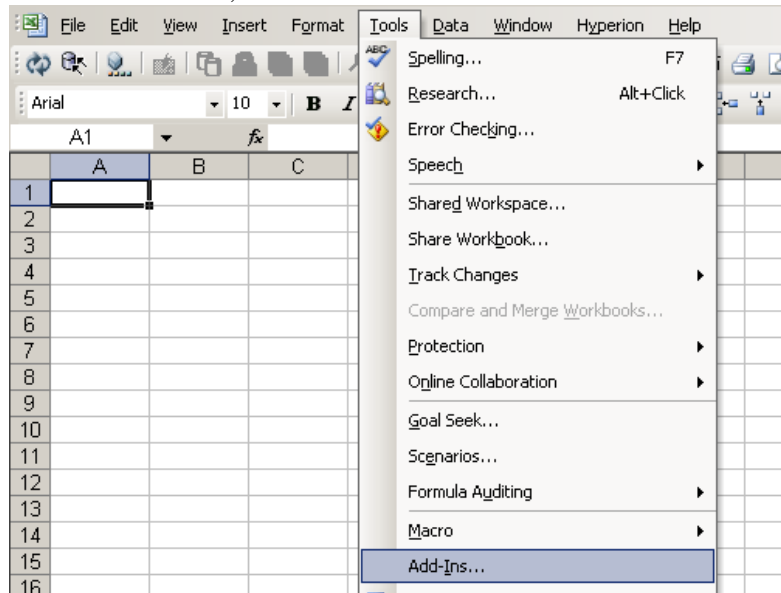 File Edit View Insert Format Tools Data Window Hyperion Help
ABC Spelling... F7
Research... Alt+Click
Arial 10 B I
Error Checking...
A1 fx
Speech
A B C
1
Shared Workspace...
2
Share Workbook...
3
4 Track Changes
5
Compare and Merge Workbooks...
6
7 Protection
8 Online Collaboration
9
Goal Seek...
10
11 Scenarios...
12 Formula Auditing
13
14 Macro
15 Add-Ins...
16